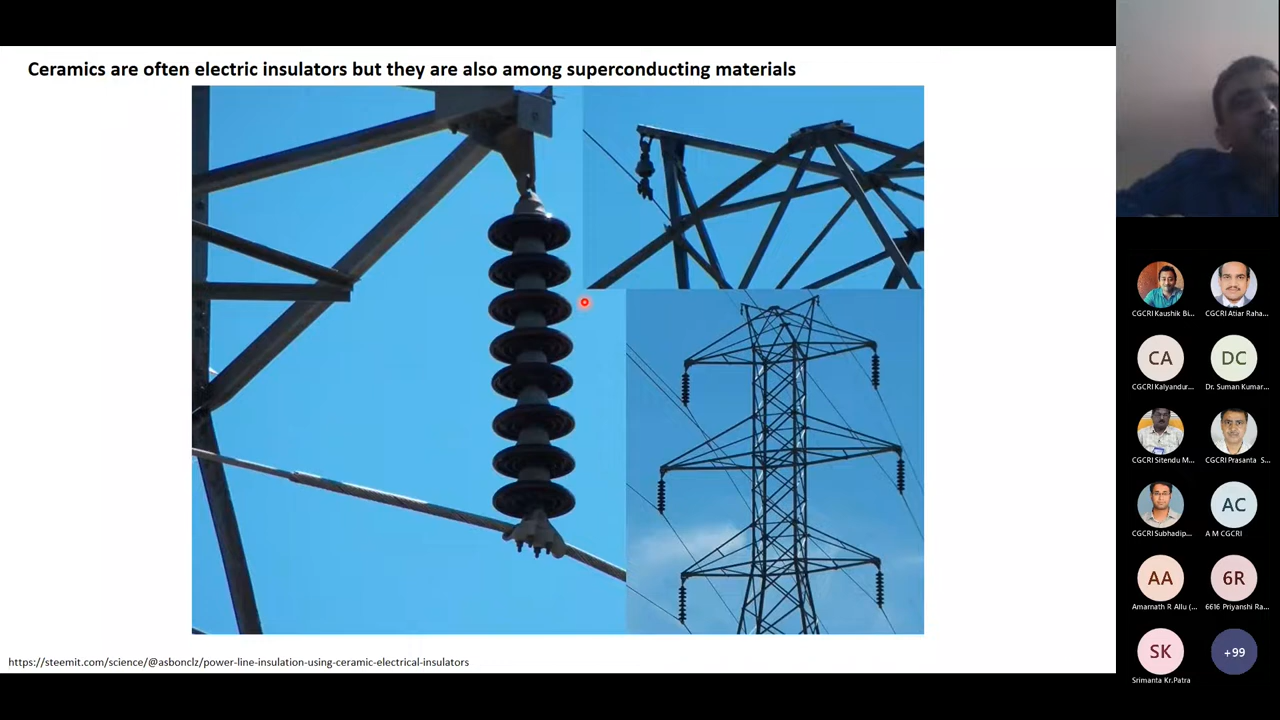 Ceramics are often electric insulators but they are also among superconducting materials
https://steemit.com/science/@asbonclz/power-line-insulation-using-ceramic-electrical-insulators
CGCRI Kaushik Bi...
CGCRI Atiar Raha...
CA
DC
CGCRI Kalyandur...
Dr. Suman Kumar...
CGCRI Sitendu M...
CGCRI Prasanta S...
AC
CGCRI Subhadip...
A M CGCRI
AA
6R
Amarnath R Allu (...
6616 Priyanshi Ra...
SK
+99
Srimanta Kr.Patra